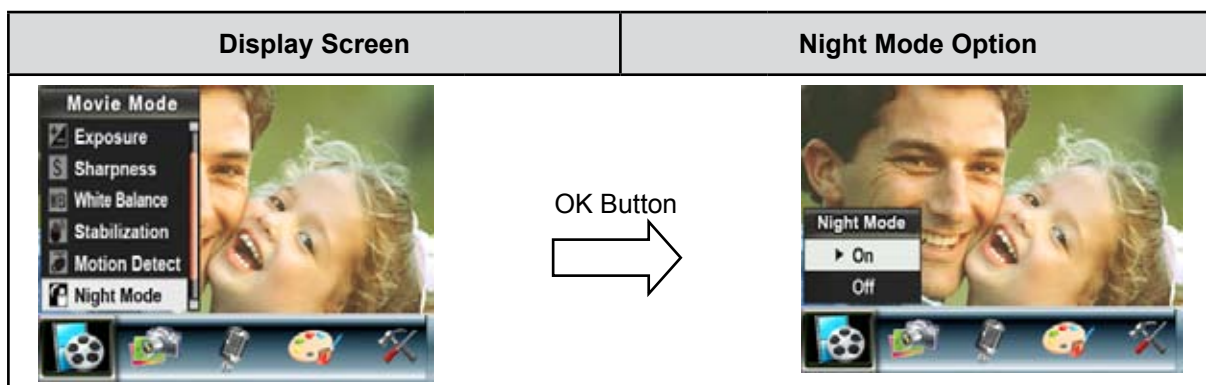 Display Screen
Night Mode Option
Movie Mode
Exposure
S Sharpness
WB White Balance
Stabilization
Motion Detect
Night Mode
OK Button
Night Mode
On
Off